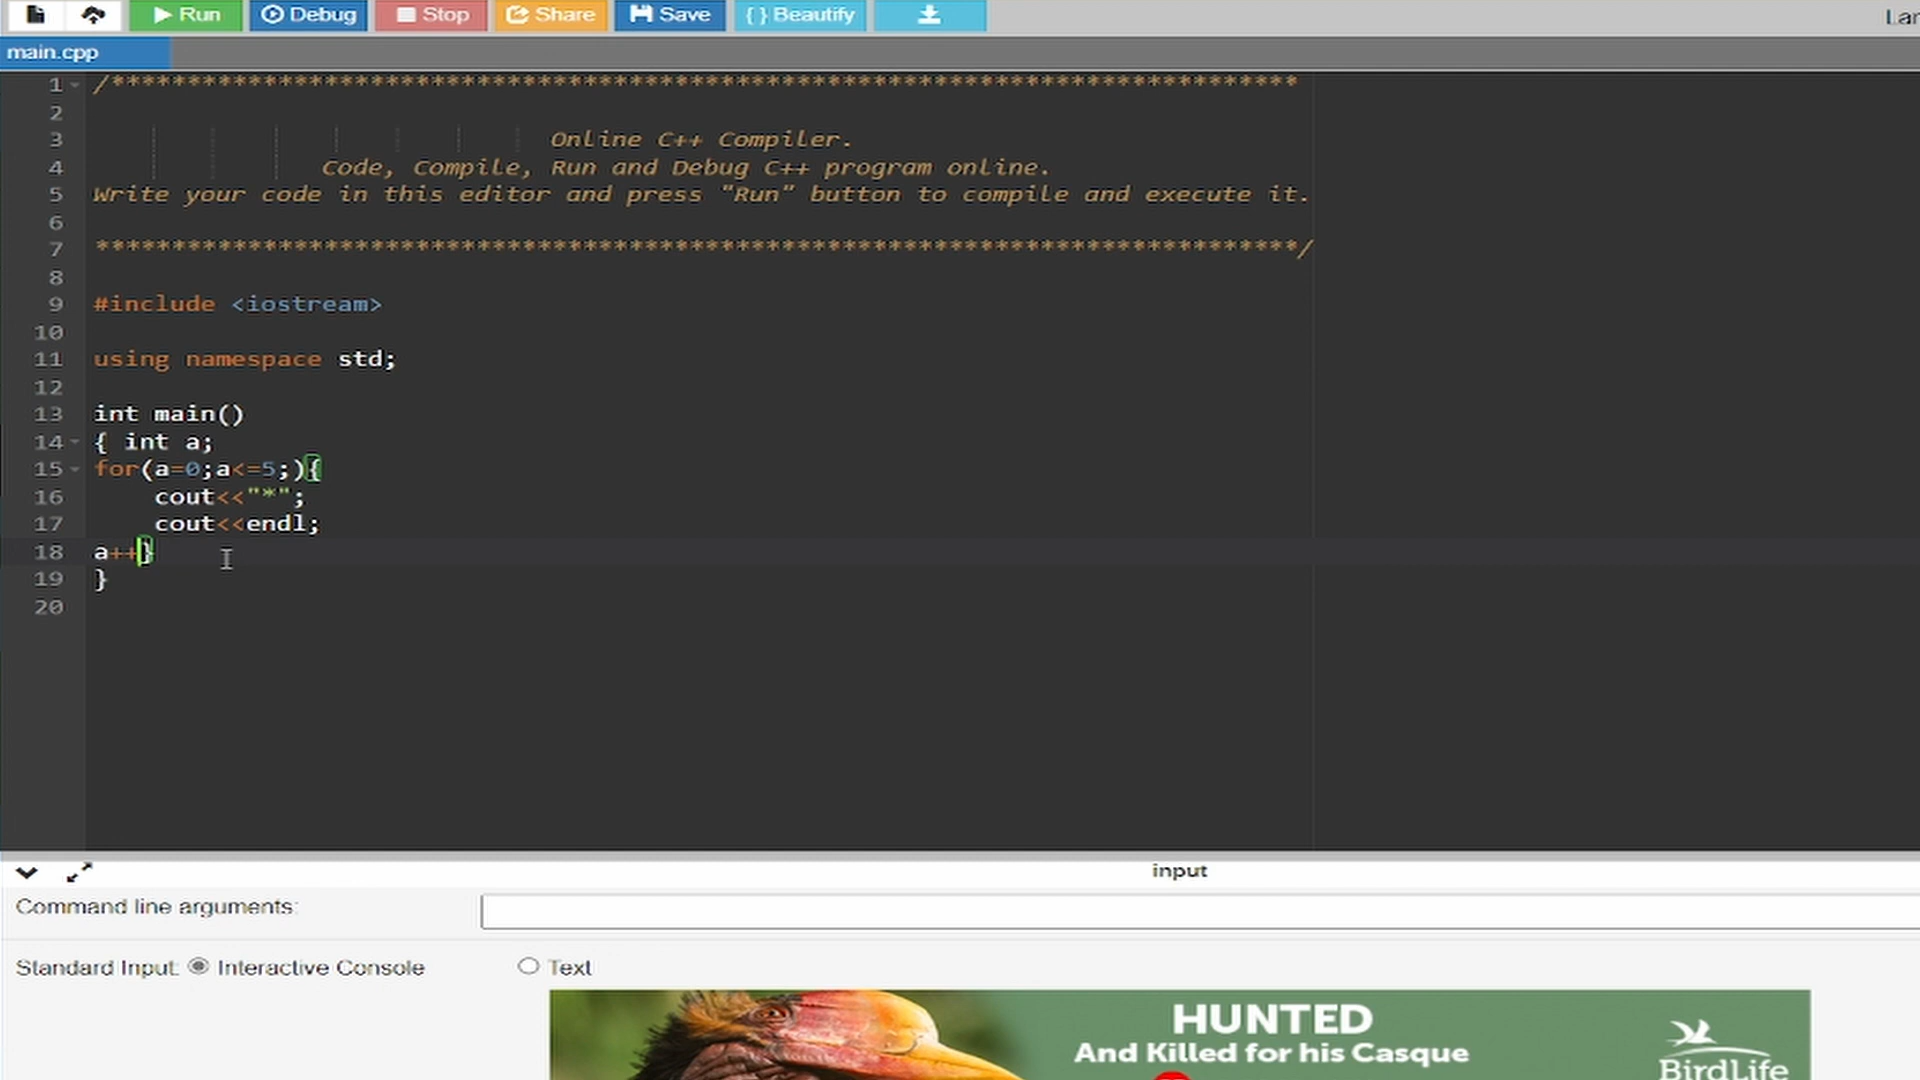 Run Debug Stop Share Save { } Beautify Lan
main.cpp
1 /******************************************************************************
2
3 Online C++ Compiler.
4 Code, Compile, Run and Debug C++ program online.
5 Write your code in this editor and press "Run" button to compile and execute it.
6
7 *******************************************************************************/
8
9 #include <iostream>
10
11 using namespace std;
12
13 int main()
14 { int a;
15 for(a=0;a<=5;){
16 cout<<"*";
17 cout<<endl;
18 a++}
19 }
20
input
Command line arguments:
Standard Input: Interactive Console Text
HUNTED
And Killed for his Casque
BirdLife